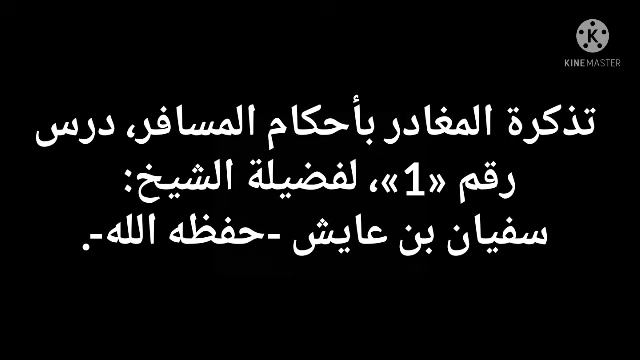 KINEMASTER
تذكرة المغادر بأحكام المسافر، درس
رقم «1»، لفضيلة الشيخ:
سفيان بن عايش -حفظه الله-.